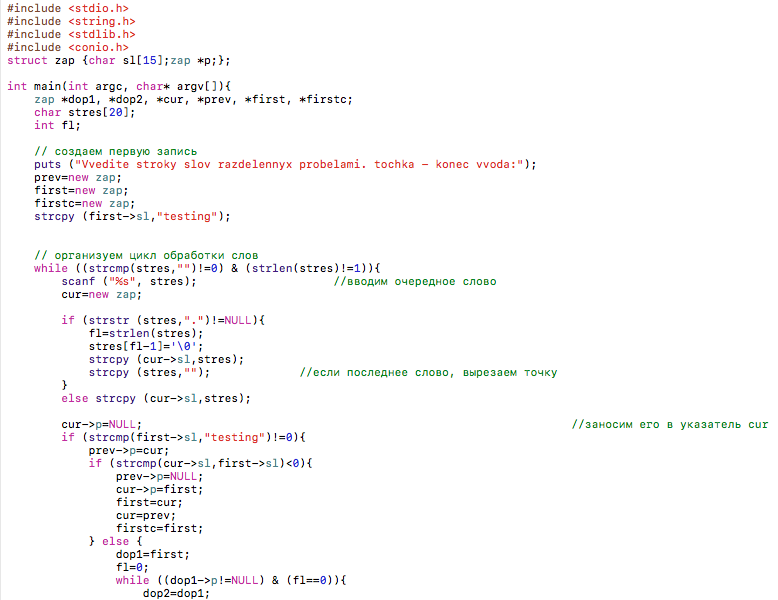 #include <stdio.h>
#include <string.h>
#include <stdlib.h>
#include <conio.h>
struct zap {char sl[15];zap *p;};
int main(int argc, char* argv[]){
zap *dop1, *dop2, *cur, *prev, *first, *firstc;
char stres[20];
int fl;
// создаем первую запись
puts ("Vvedite stroky slov razdelennyx probelami. tochka – konec vvoda:");
prev=new zap;
first=new zap;
firstc=new zap;
strcpy (first->sl,"testing");
// организуем цикл обработки слов
while ((strcmp(stres,"")!=0) & (strlen(stres)!=1)){
scanf ("%s", stres); //вводим очередное слово
cur=new zap;
if (strstr (stres,".")!=NULL){
fl=strlen(stres);
stres[fl-1]='\0';
strcpy (cur->sl,stres);
strcpy (stres,""); //если последнее слово, вырезаем точку
}
else strcpy (cur->sl,stres);
cur->p=NULL; //заносим его в указатель cur
if (strcmp(first->sl,"testing")!=0){
prev->p=cur;
if (strcmp(cur->sl,first->sl)<0){
prev->p=NULL;
cur->p=first;
first=cur;
cur=prev;
firstc=first;
} else {
dop1=first;
fl=0;
while ((dop1->p!=NULL) & (fl==0)){
dop2=dop1;